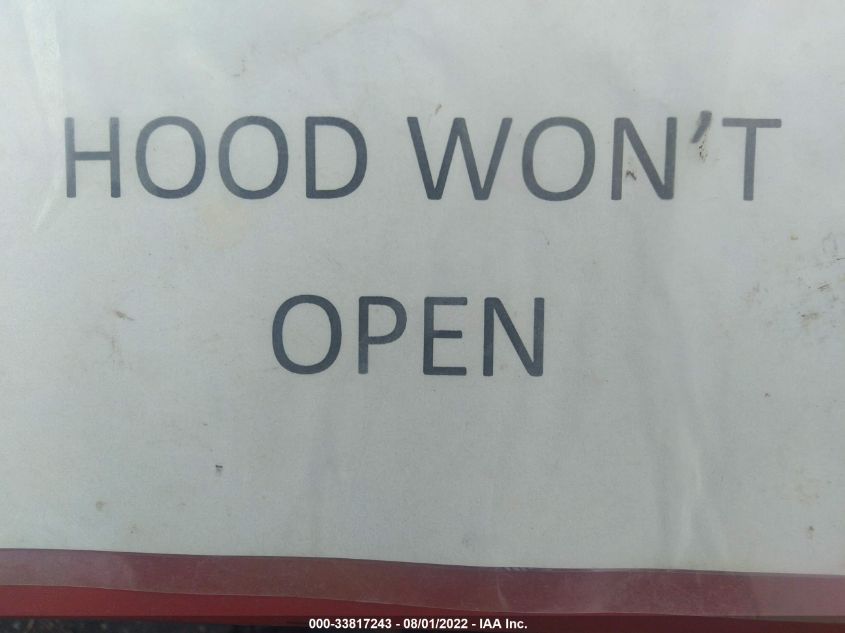 HOOD WON'T
OPEN
000-33817243 - 08/01/2022 - IAA Inc.